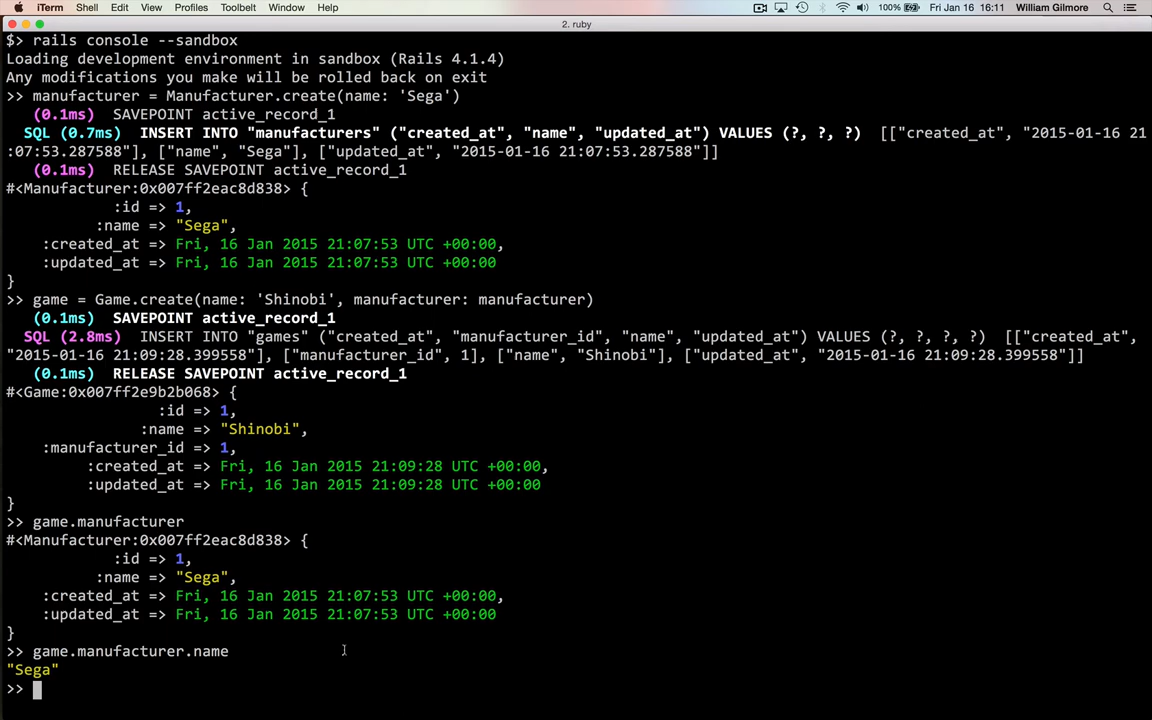 iTerm Shell Edit View Profiles Toolbelt Window Help 100% Fri Jan 16 16:11 William Gilmore
2. ruby
$> rails console --sandbox
Loading development environment in sandbox (Rails 4.1.4)
Any modifications you make will be rolled back on exit
>> manufacturer = Manufacturer.create(name: 'Sega')
(0.1ms) SAVEPOINT active_record_1
SQL (0.7ms) INSERT INTO "manufacturers" ("created_at", "name", "updated_at") VALUES (?, ?, ?) [["created_at", "2015-01-16 21
:07:53.287588"], ["name", "Sega"], ["updated_at", "2015-01-16 21:07:53.287588"]]
(0.1ms) RELEASE SAVEPOINT active_record_1
#<Manufacturer:0x007ff2eac8d838> {
:id => 1,
:name => "Sega",
:created_at => Fri, 16 Jan 2015 21:07:53 UTC +00:00,
:updated_at => Fri, 16 Jan 2015 21:07:53 UTC +00:00
}
>> game = Game.create(name: 'Shinobi', manufacturer: manufacturer)
(0.1ms) SAVEPOINT active_record_1
SQL (2.8ms) INSERT INTO "games" ("created_at", "manufacturer_id", "name", "updated_at") VALUES (?, ?, ?, ?) [["created_at",
"2015-01-16 21:09:28.399558"], ["manufacturer_id", 1], ["name", "Shinobi"], ["updated_at", "2015-01-16 21:09:28.399558"]]
(0.1ms) RELEASE SAVEPOINT active_record_1
#<Game:0x007ff2e9b2b068> {
:id => 1,
:name => "Shinobi",
:manufacturer_id => 1,
:created_at => Fri, 16 Jan 2015 21:09:28 UTC +00:00,
:updated_at => Fri, 16 Jan 2015 21:09:28 UTC +00:00
}
>> game.manufacturer
#<Manufacturer:0x007ff2eac8d838> {
:id => 1,
:name => "Sega",
:created_at => Fri, 16 Jan 2015 21:07:53 UTC +00:00,
:updated_at => Fri, 16 Jan 2015 21:07:53 UTC +00:00
}
>> game.manufacturer.name
"Sega"
>>